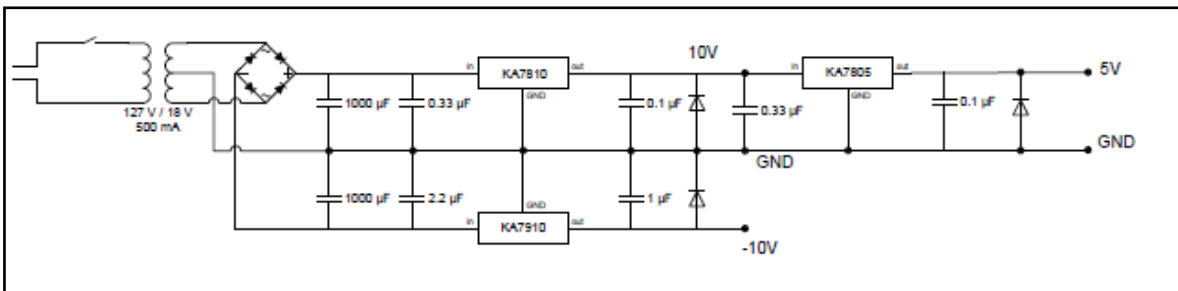 127 V / 18 V
500 mA
1000 µF
0.33 µF
in
KA7810
out
GND
0.1 µF
10V
0.33 µF
in
KA7805
out
GND
0.1 µF
5V
GND
GND
1000 µF
2.2 µF
in
GND
KA7910
out
1 µF
-10V